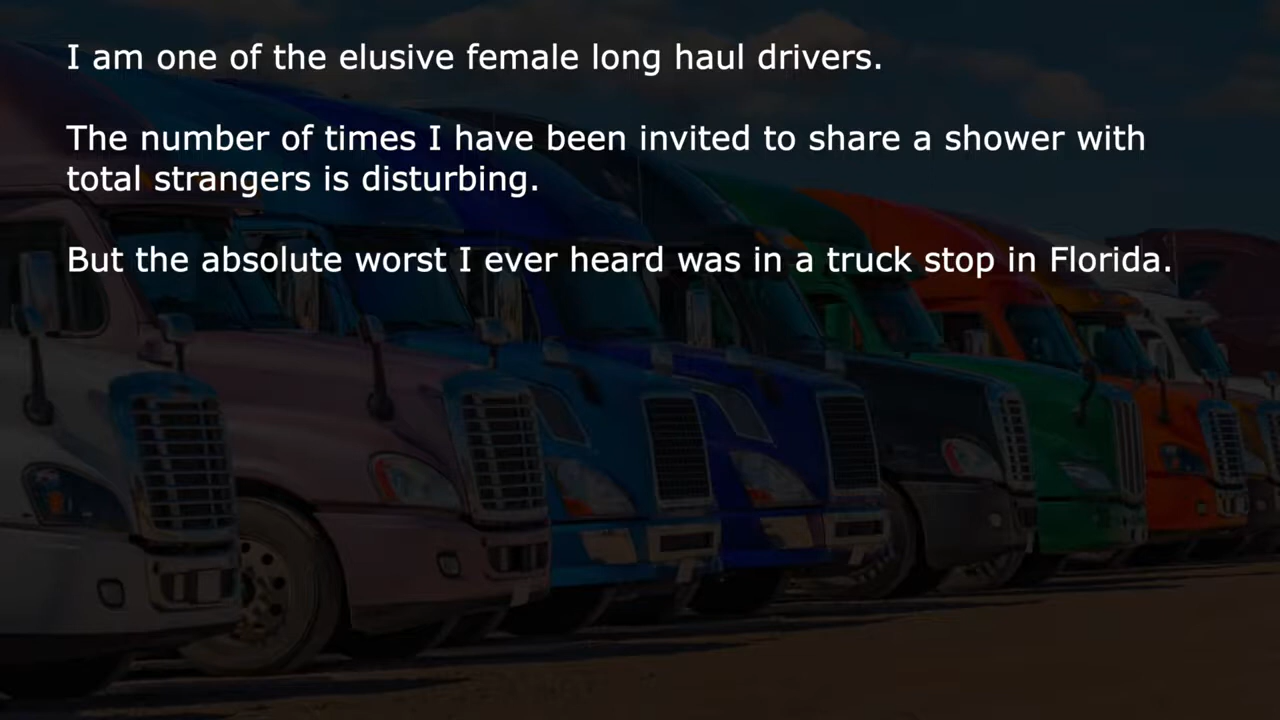 I am one of the elusive female long haul drivers.
The number of times I have been invited to share a shower with
total strangers is disturbing.
But the absolute worst I ever heard was in a truck stop in Florida.